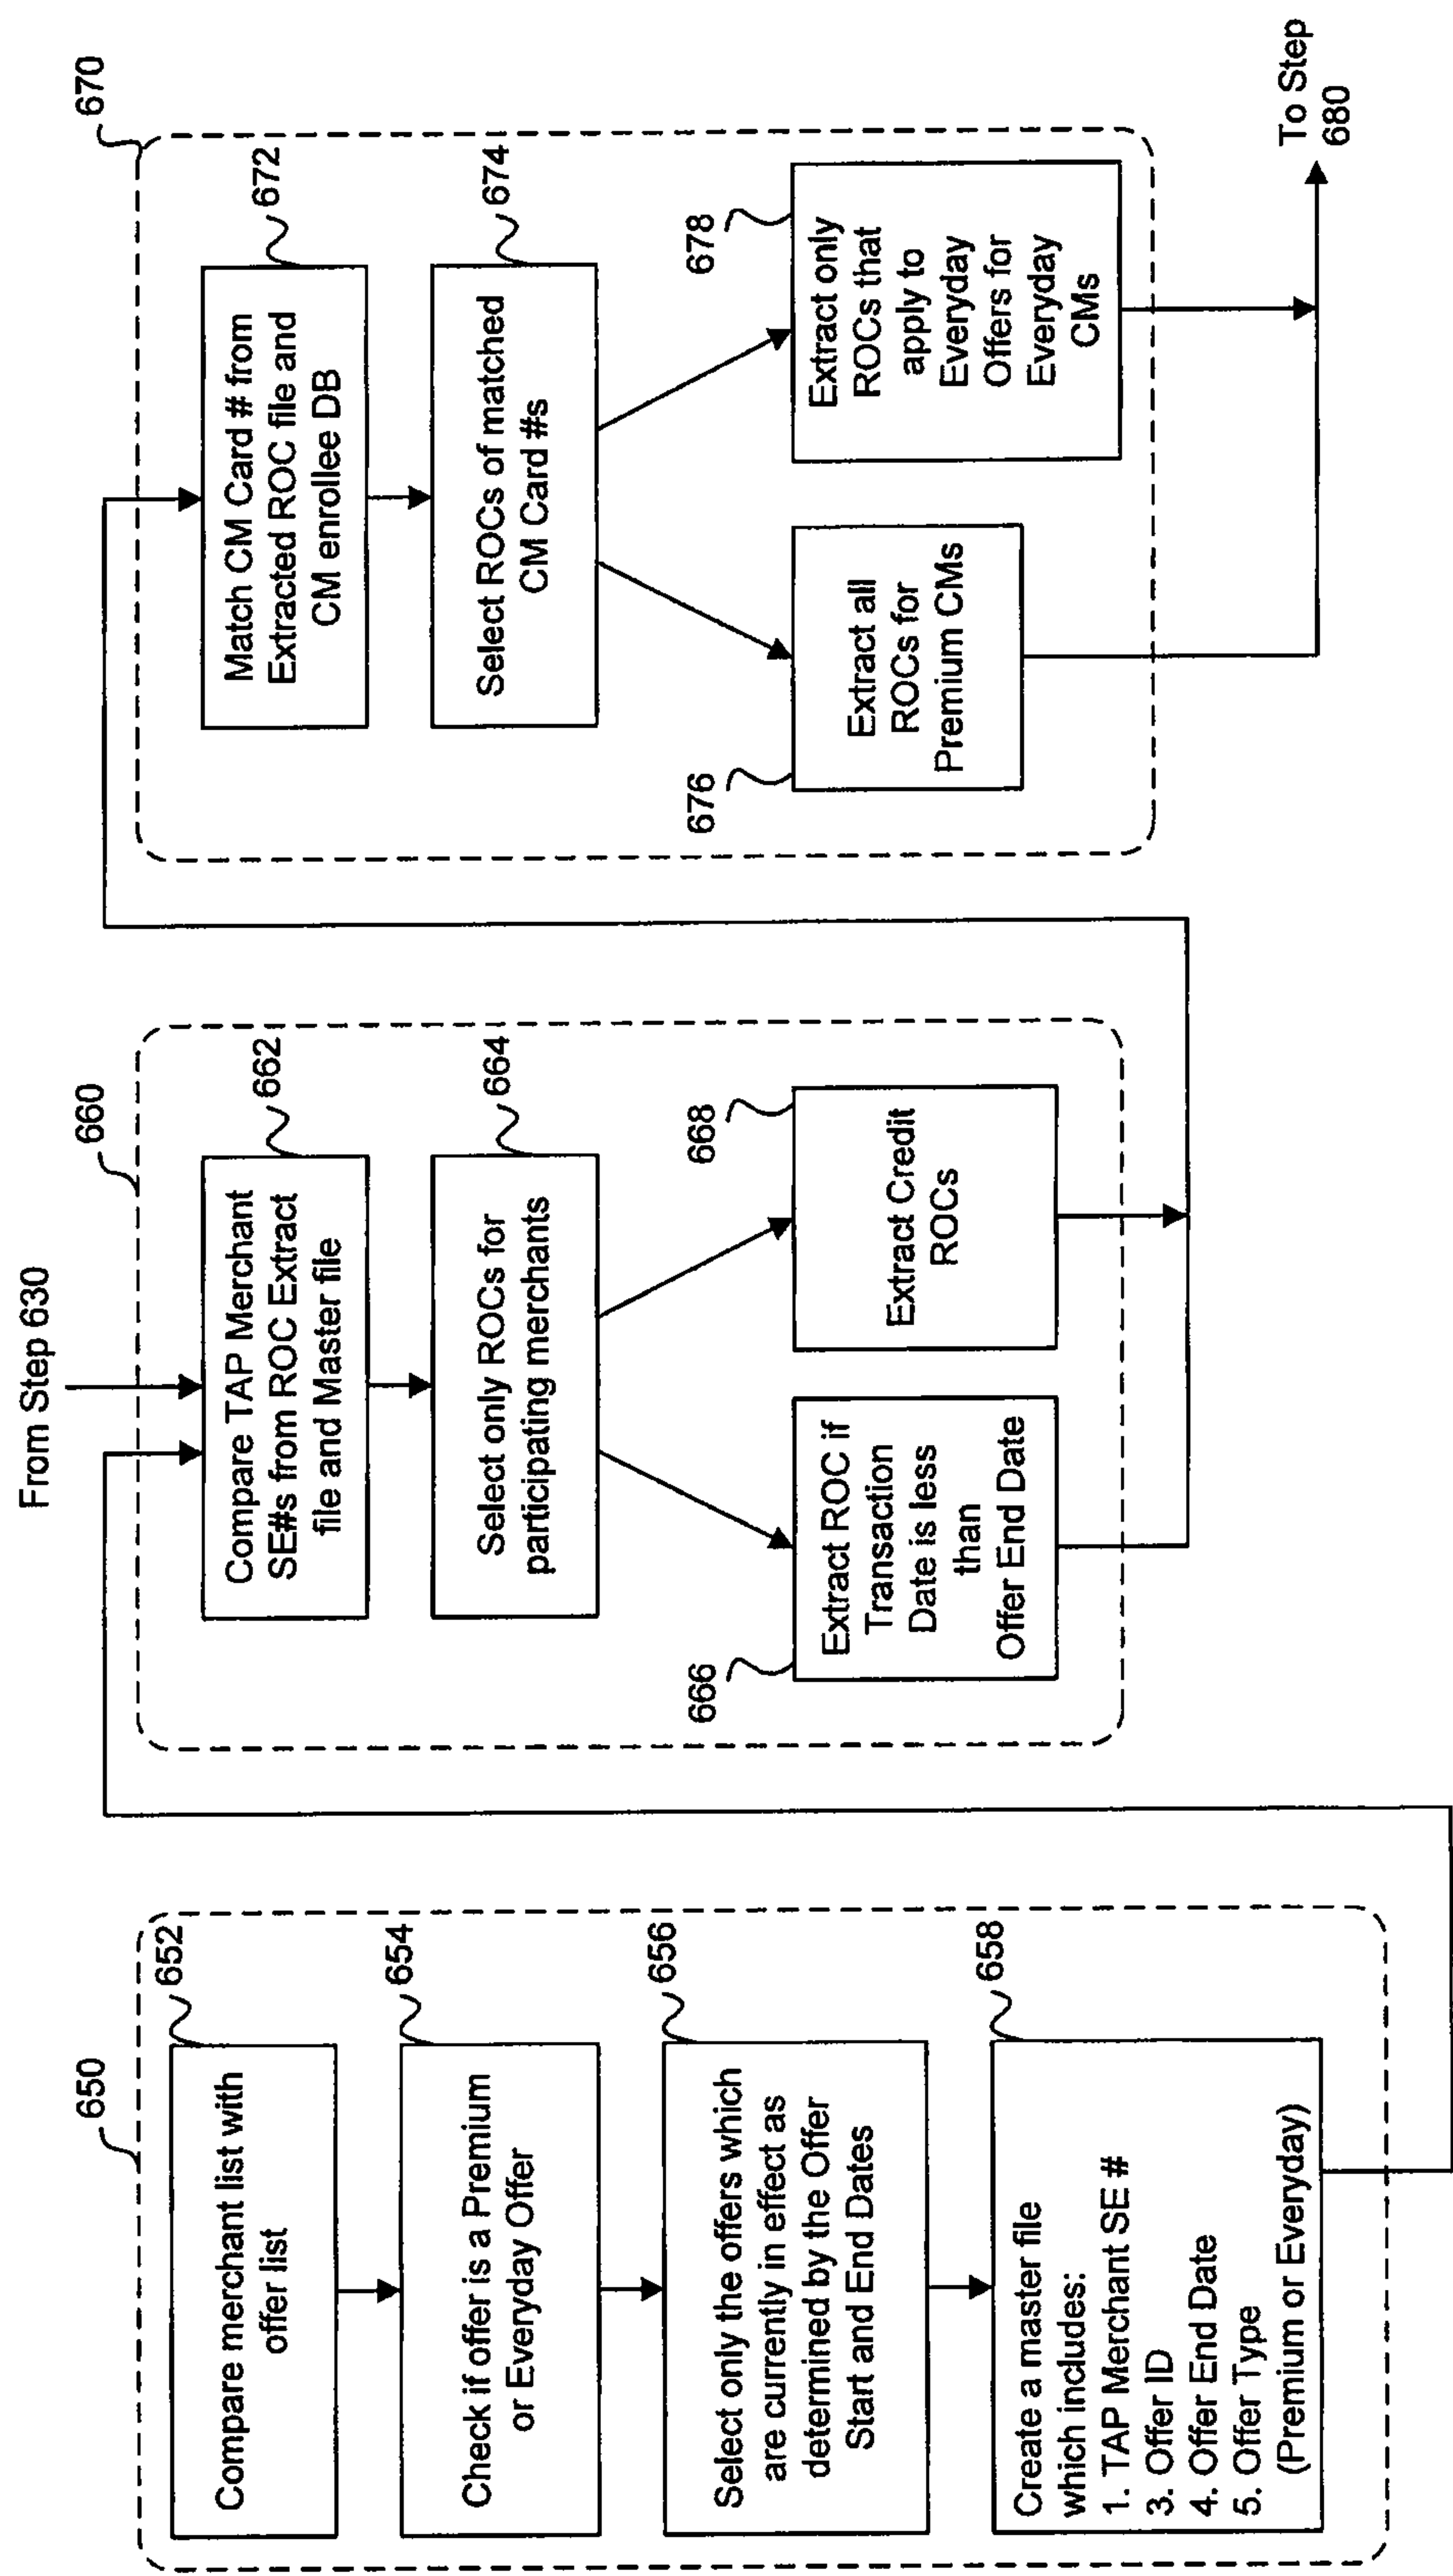 650
652
Compare merchant list with
offer list
654
Check if offer is a Premium
or Everyday Offer
656
Select only the offers which
are currently in effect as
determined by the Offer
Start and End Dates
658
Create a master file
which includes:
1. TAP Merchant SE #
3. Offer ID
4. Offer End Date
5. Offer Type
(Premium or Everyday)
From Step 630
660
662
Compare TAP Merchant
SE#s from ROC Extract
file and Master file
664
Select only ROCs for
participating merchants
666
Extract ROC if
Transaction
Date is less
than
Offer End Date
668
Extract Credit
ROCs
670
672
Match CM Card # from
Extracted ROC file and
CM enrollee DB
674
Select ROCs of matched
CM Card #s
676
Extract all
ROCs for
Premium CMs
678
Extract only
ROCs that
apply to
Everyday
Offers for
Everyday
CMs
To Step
680